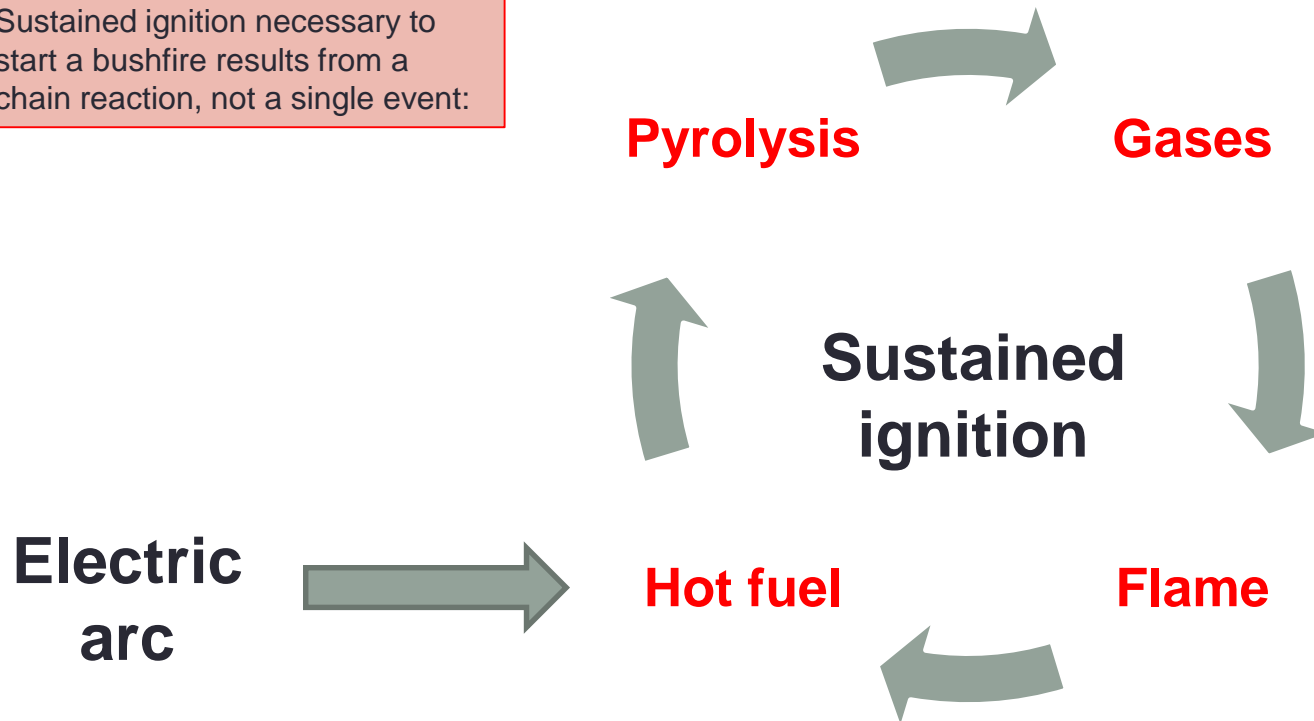 Sustained ignition necessary to
start a bushfire results from a
chain reaction, not a single event:
Pyrolysis
Gases
Sustained
ignition
Electric
arc
Hot fuel
Flame